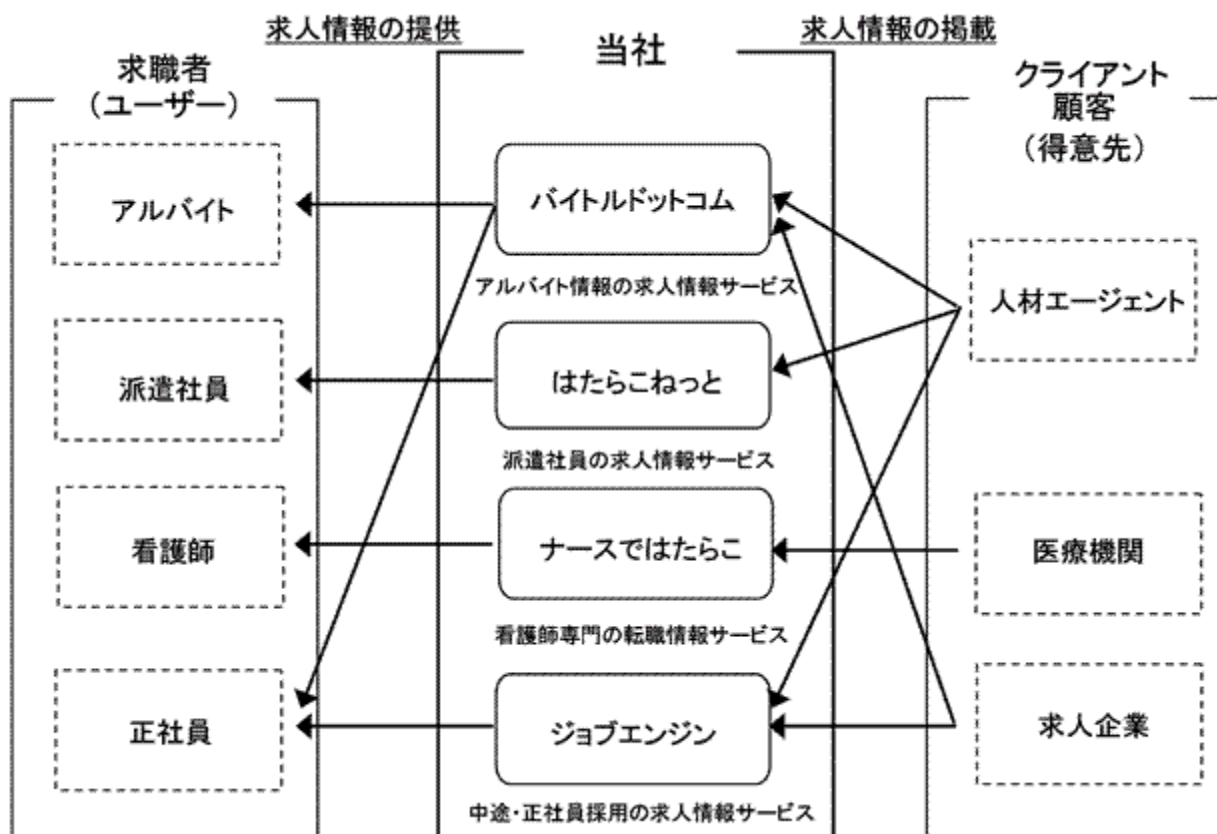 求人情報の提供
当社
求人情報の掲載
求職者
（ユーザー）
クライアント
顧客
（得意先）
アルバイト
バイトルドットコム
アルバイト情報の求人情報サービス
人材エージェント
派遣社員
はたらこねっと
派遣社員の求人情報サービス
看護師
ナースではたらこ
医療機関
看護師専門の転職情報サービス
正社員
ジョブエンジン
求人企業
中途・正社員採用の求人情報サービス